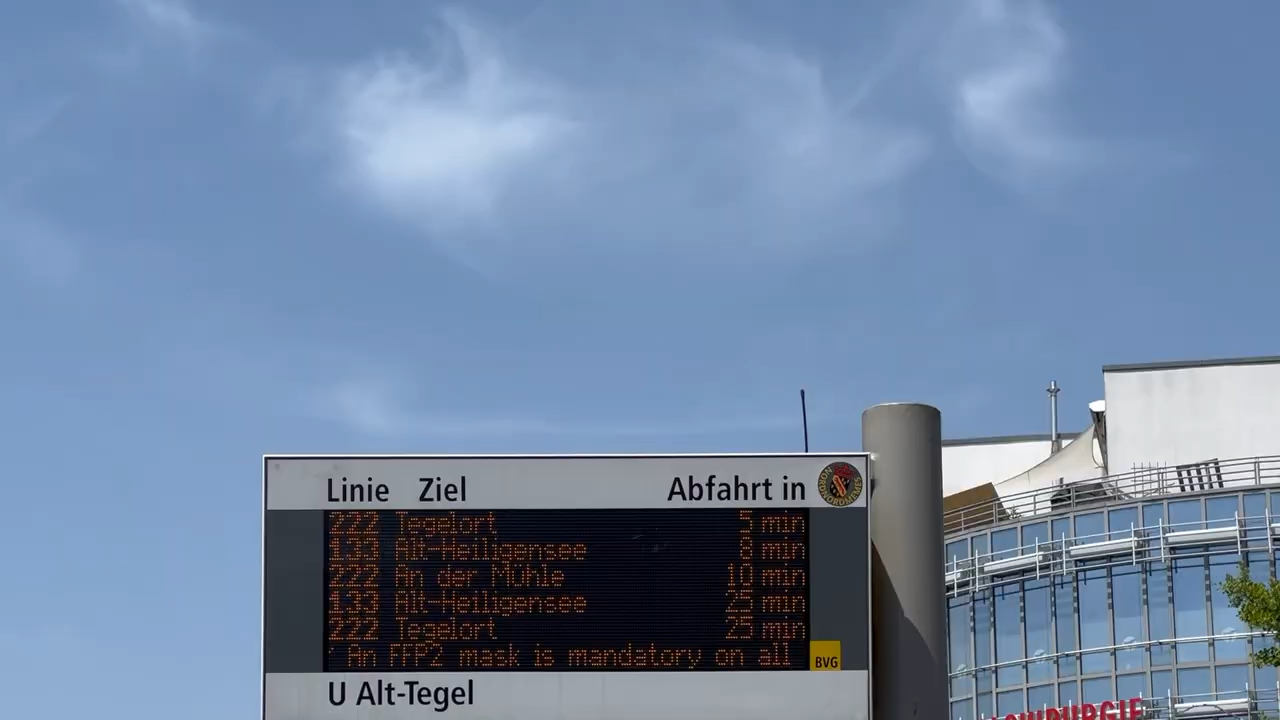 Linie Ziel Abfahrt in
222 Tegelort 5 min
133 Alt-Heiligensee 8 min
222 An der Mühle 10 min
133 Alt-Heiligensee 25 min
222 Tegelort 25 min
An FFP2 mask is mandatory on all
BVG
U Alt-Tegel